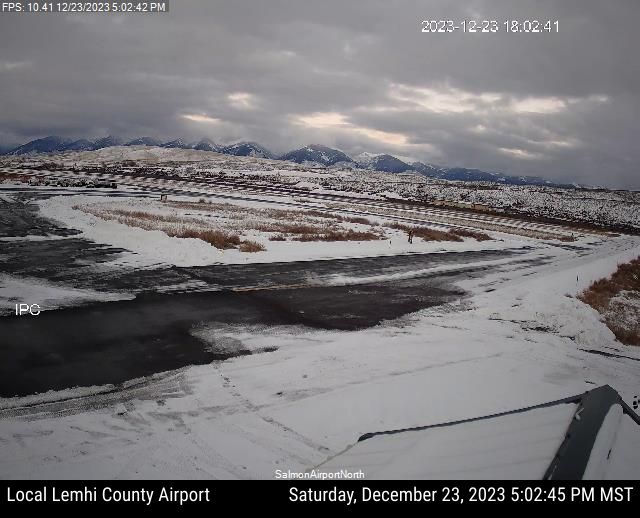 FPS: 10.41 12/23/2023 5:02:42 PM
2023-12-23 18:02:41
IPC
SalmonAirportNorth
Local Lemhi County Airport Saturday, December 23, 2023 5:02:45 PM MST